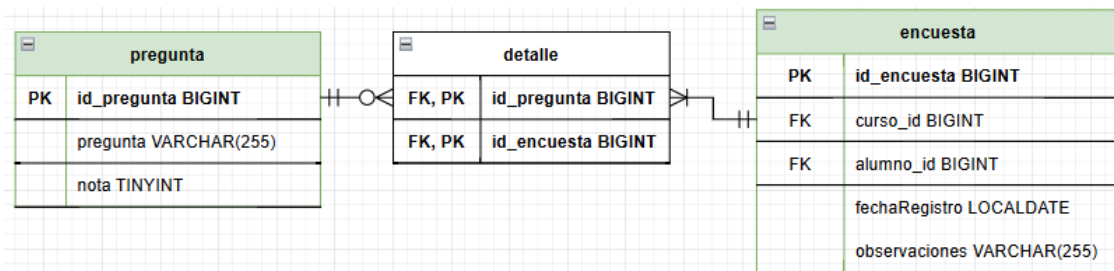 pregunta
PK id_pregunta BIGINT
pregunta VARCHAR(255)
nota TINYINT
detalle
FK, PK id_pregunta BIGINT
FK, PK id_encuesta BIGINT
encuesta
PK id_encuesta BIGINT
FK curso_id BIGINT
FK alumno_id BIGINT
fechaRegistro LOCALDATE
observaciones VARCHAR(255)